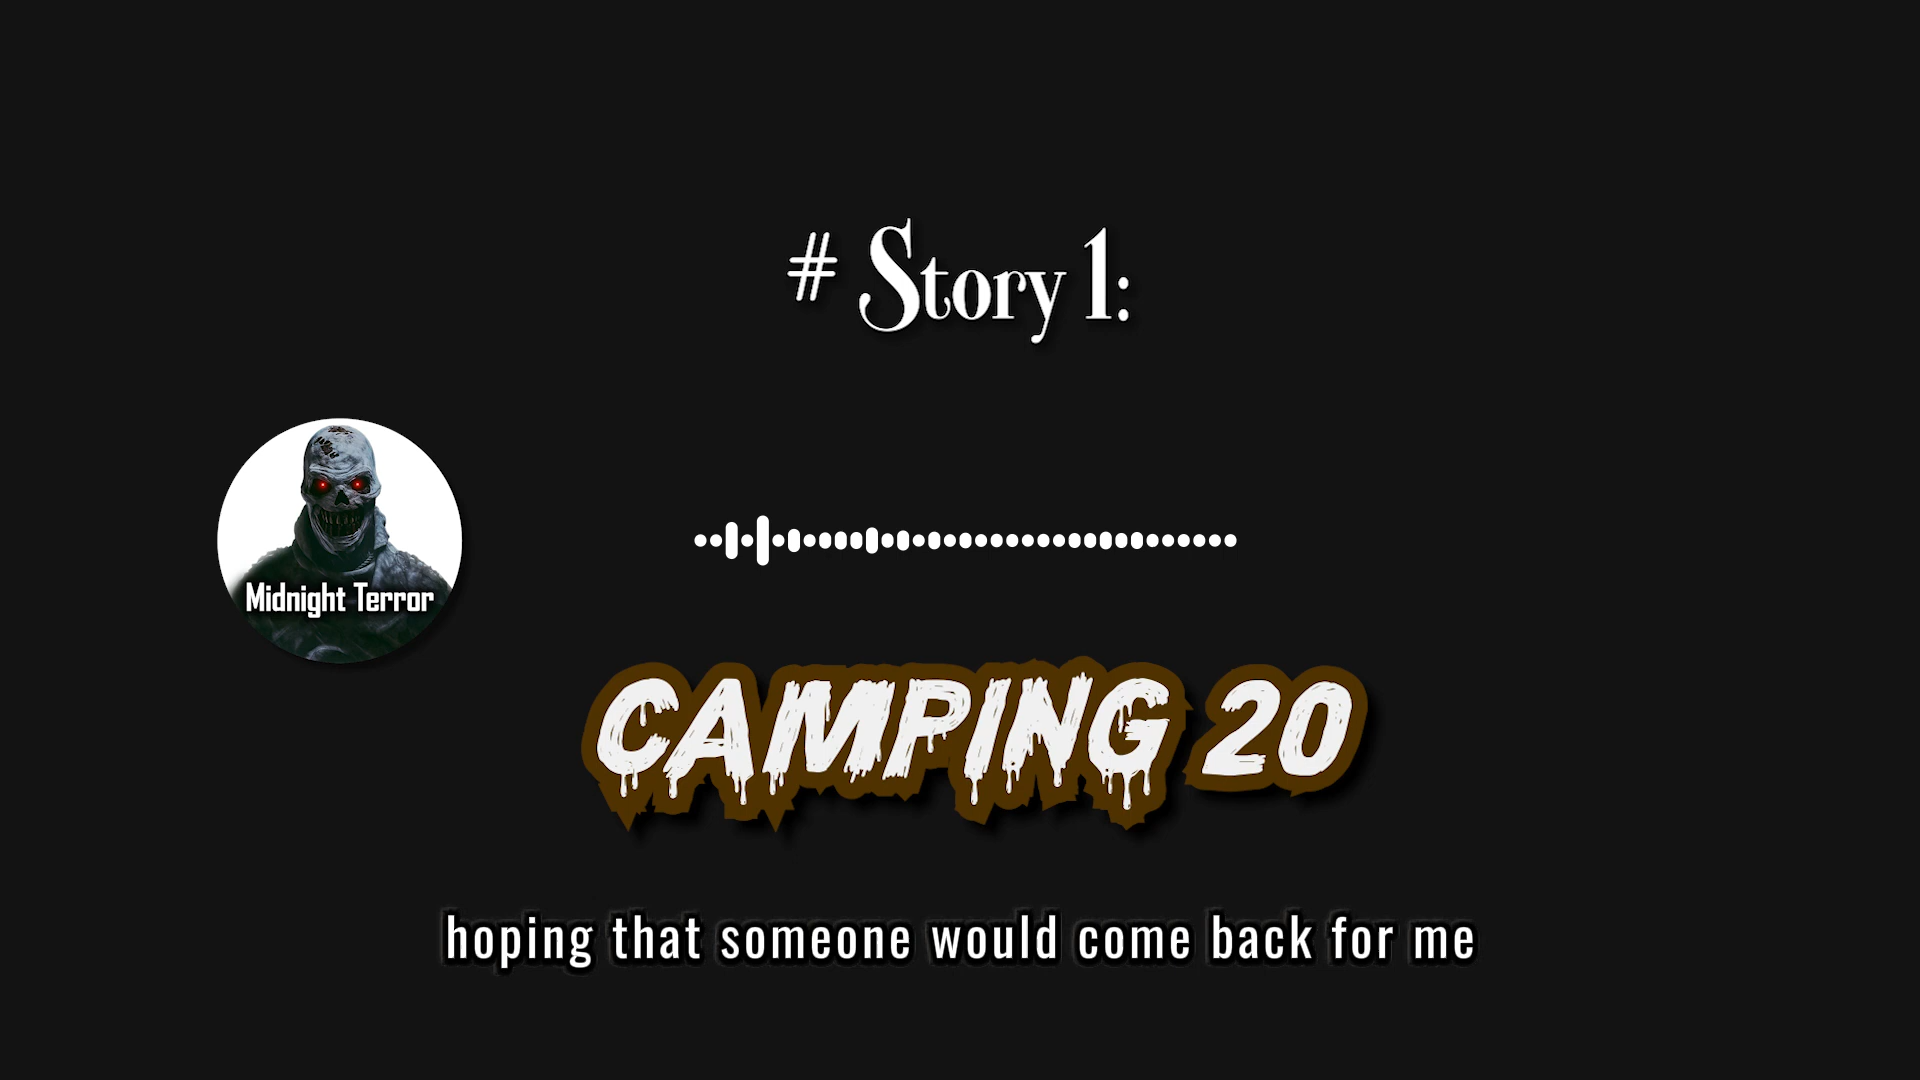 # Story 1:
Midnight Terror
CAMPING 20
hoping that someone would come back for me